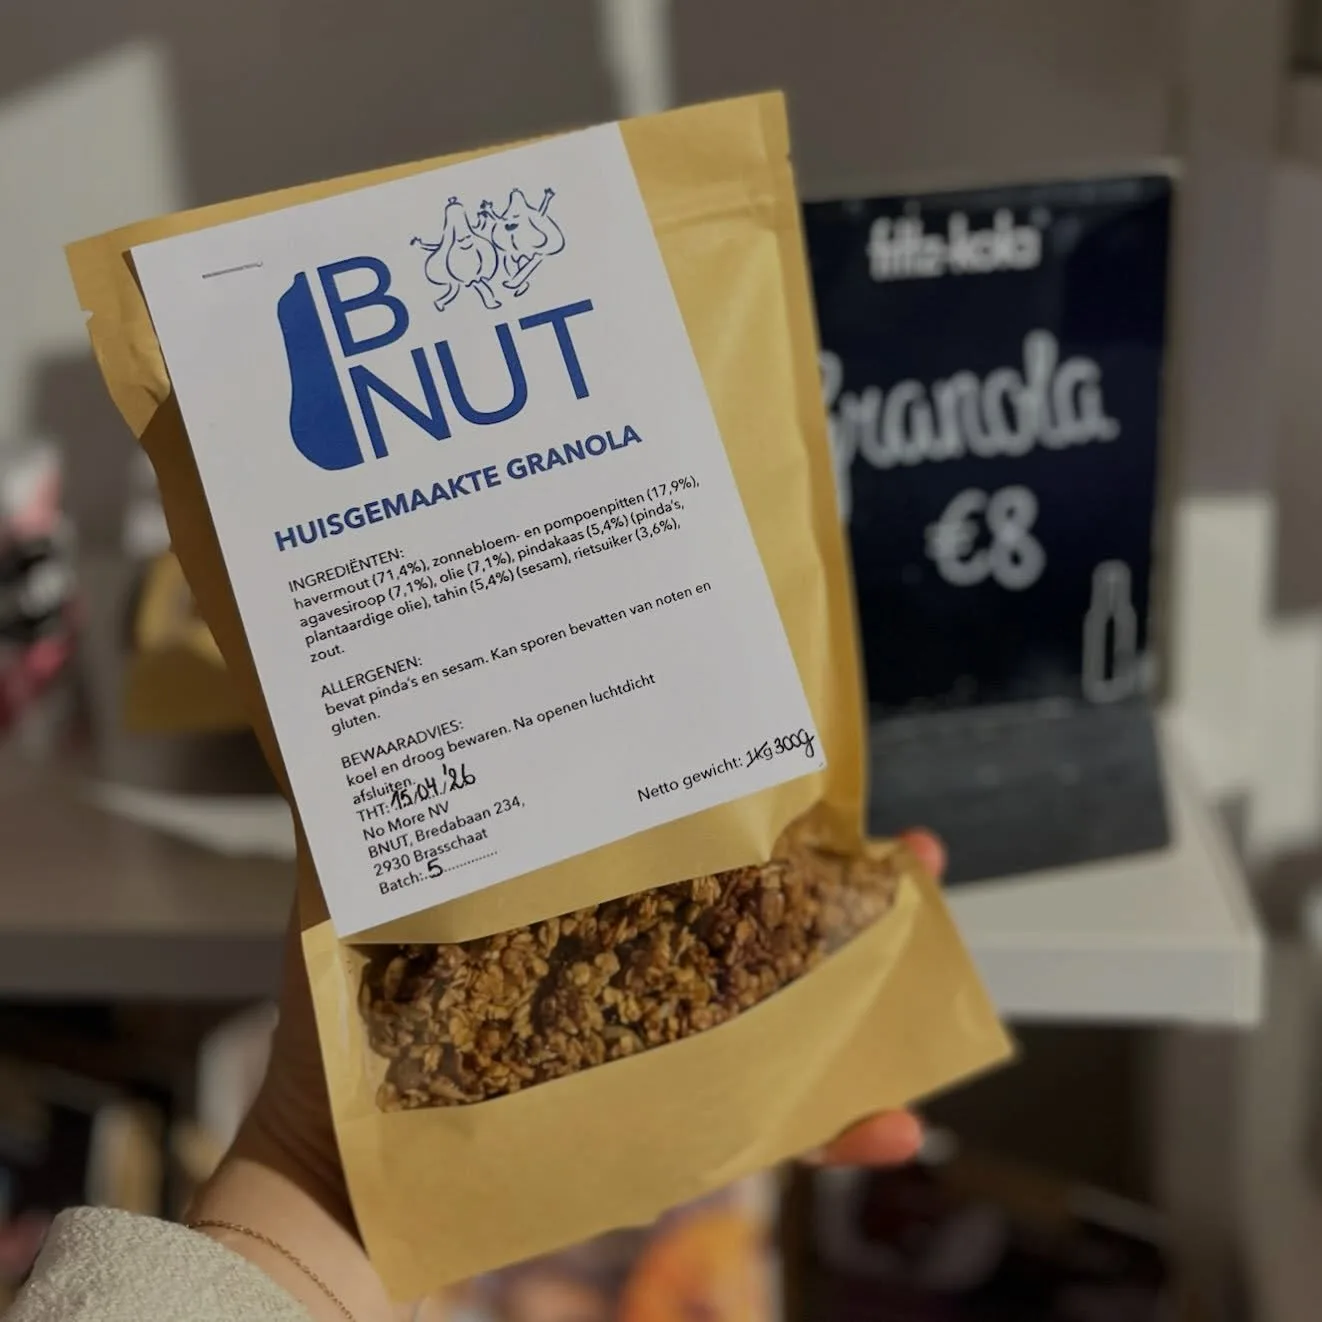 B
NUT
HUISGEMAAKTE GRANOLA
INGREDIËNTEN:
havermout (71,4%), zonnebloem- en pompoenpitten (17,9%),
agavesiroop (7,1%), olie (7,1%), pindakaas (5,4%) (pinda's,
plantaardige olie), tahin (5,4%) (sesam), rietsuiker (3,6%),
zout.
ALLERGENEN:
bevat pinda's en sesam. Kan sporen bevatten van noten en
gluten.
BEWAARADVIES:
koel en droog bewaren. Na openen luchtdicht
afsluiten.
THT: 15/04/'26
No More NV
BNUT, Bredabaan 234,
2930 Brasschaat
Batch:.5.............
Netto gewicht: 1kg 300g
fritz-kola
Granola
€8